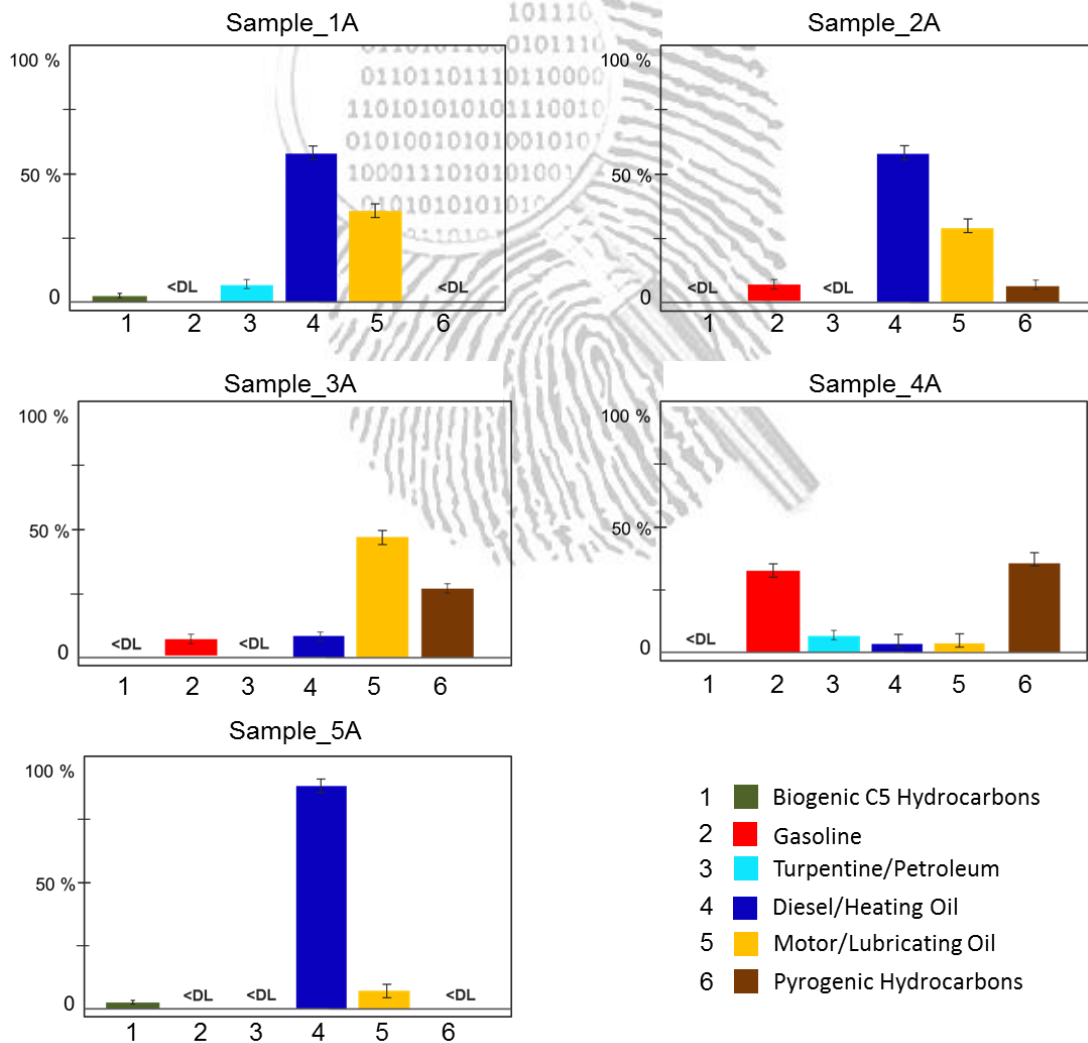 101110
Sample_1A
Sample_2A
100 %
50 %
0
<DL
<DL
1 2 3 4 5 6
01101101110110000
100 %
50 %
0
<DL
<DL
1 2 3 4 5 6
Sample_3A
Sample_4A
100 %
50 %
0
<DL
<DL
1 2 3 4 5 6
100 %
50 %
0
<DL
1 2 3 4 5 6
Sample_5A
100 %
50 %
0
<DL
<DL
<DL
1 2 3 4 5 6
1 Biogenic C5 Hydrocarbons
2 Gasoline
3 Turpentine/Petroleum
4 Diesel/Heating Oil
5 Motor/Lubricating Oil
6 Pyrogenic Hydrocarbons